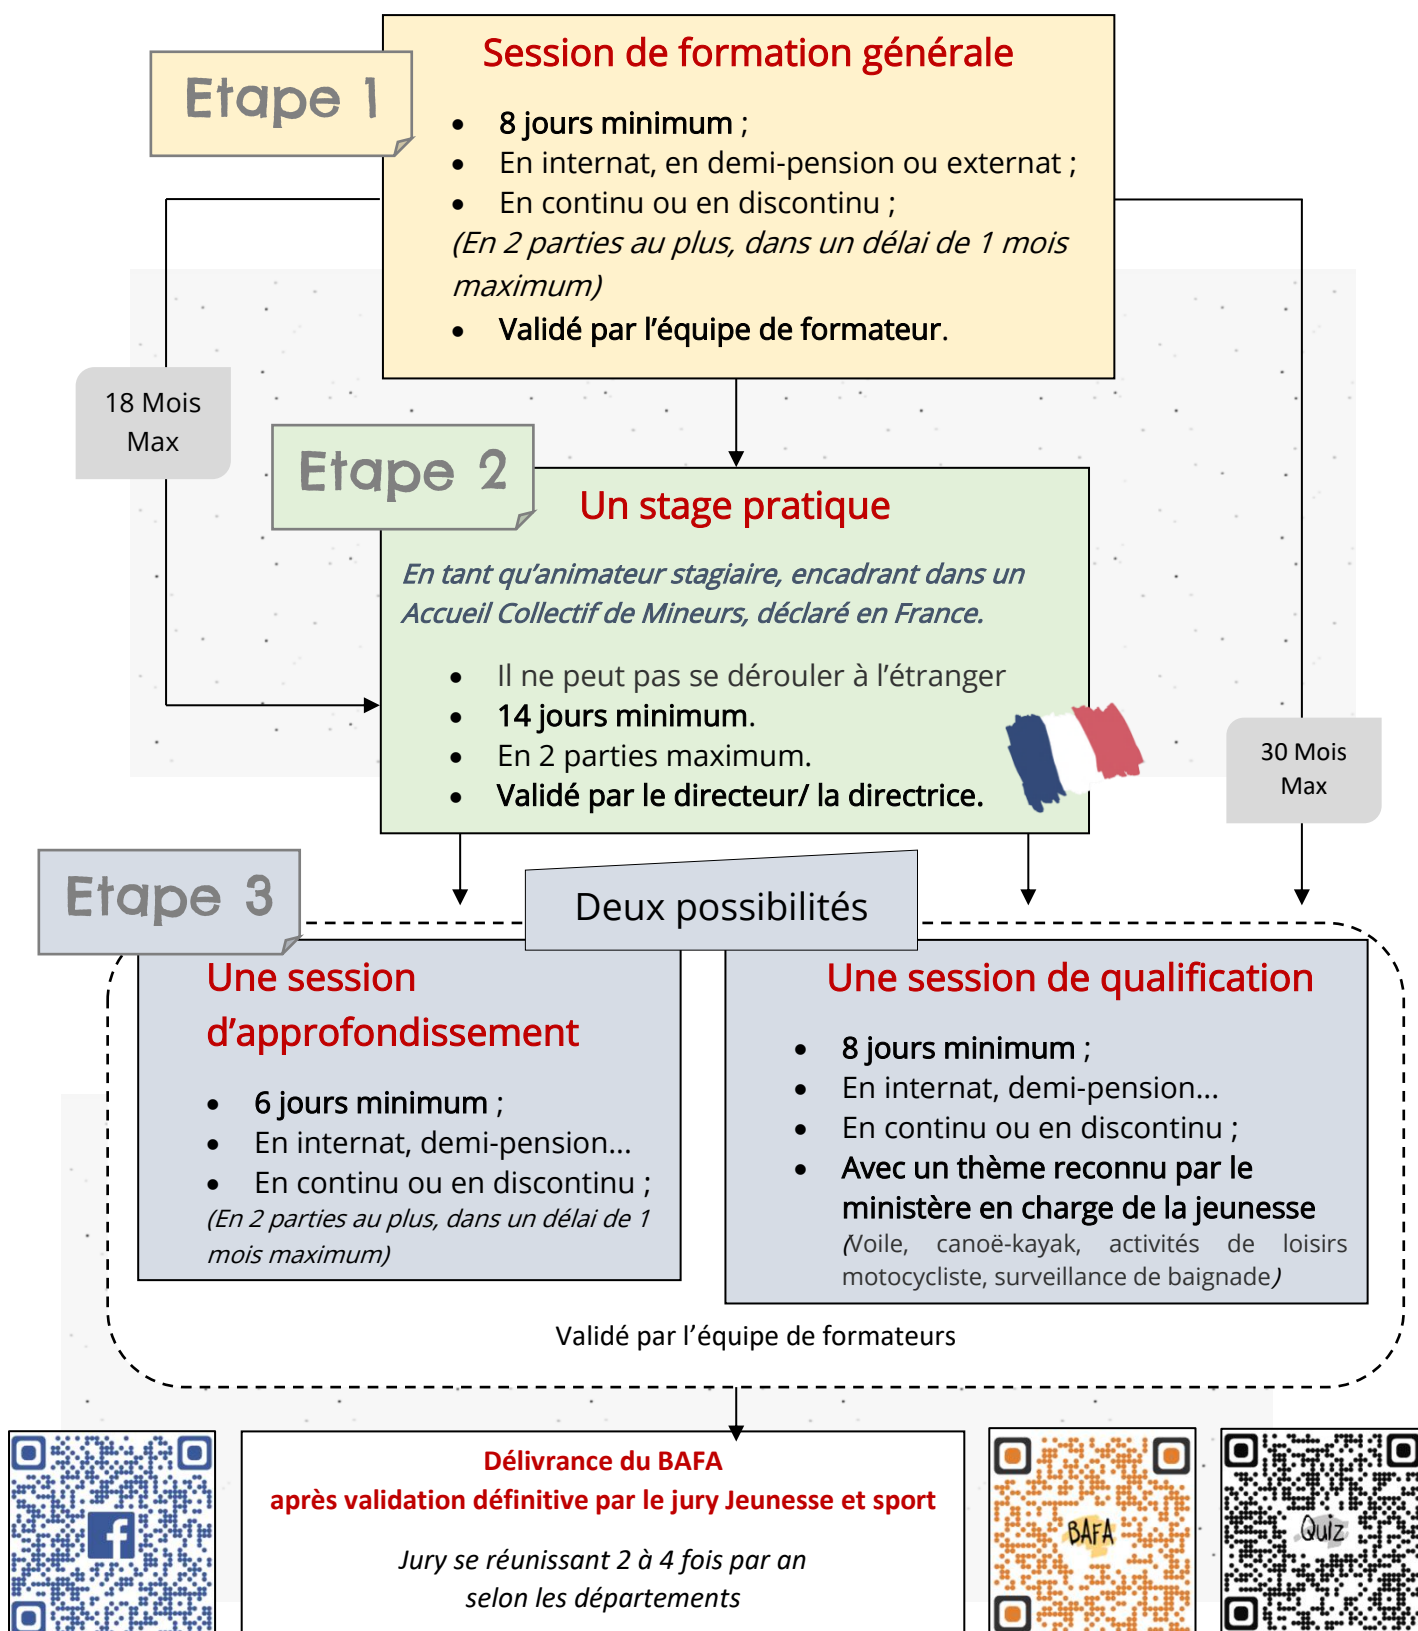 Etape 1
Session de formation générale
• 8 jours minimum ;
• En internat, en demi-pension ou externat ;
• En continu ou en discontinu ;
(En 2 parties au plus, dans un délai de 1 mois
maximum)
• Validé par l'équipe de formateur.
18 Mois
Max
Etape 2
Un stage pratique
En tant qu'animateur stagiaire, encadrant dans un
Accueil Collectif de Mineurs, déclaré en France.
• Il ne peut pas se dérouler à l'étranger
• 14 jours minimum.
• En 2 parties maximum.
• Validé par le directeur/ la directrice.
30 Mois
Max
Etape 3
Deux possibilités
Une session
d'approfondissement
• 6 jours minimum ;
• En internat, demi-pension...
• En continu ou en discontinu ;
(En 2 parties au plus, dans un délai de 1
mois maximum)
Une session de qualification
• 8 jours minimum ;
• En internat, demi-pension...
• En continu ou en discontinu ;
• Avec un thème reconnu par le
ministère en charge de la jeunesse
(Voile, canoë-kayak, activités de loisirs
motocycliste, surveillance de baignade)
Validé par l'équipe de formateurs
Délivrance du BAFA
après validation définitive par le jury Jeunesse et sport
Jury se réunissant 2 à 4 fois par an
selon les départements
f
BAFA
Quiz